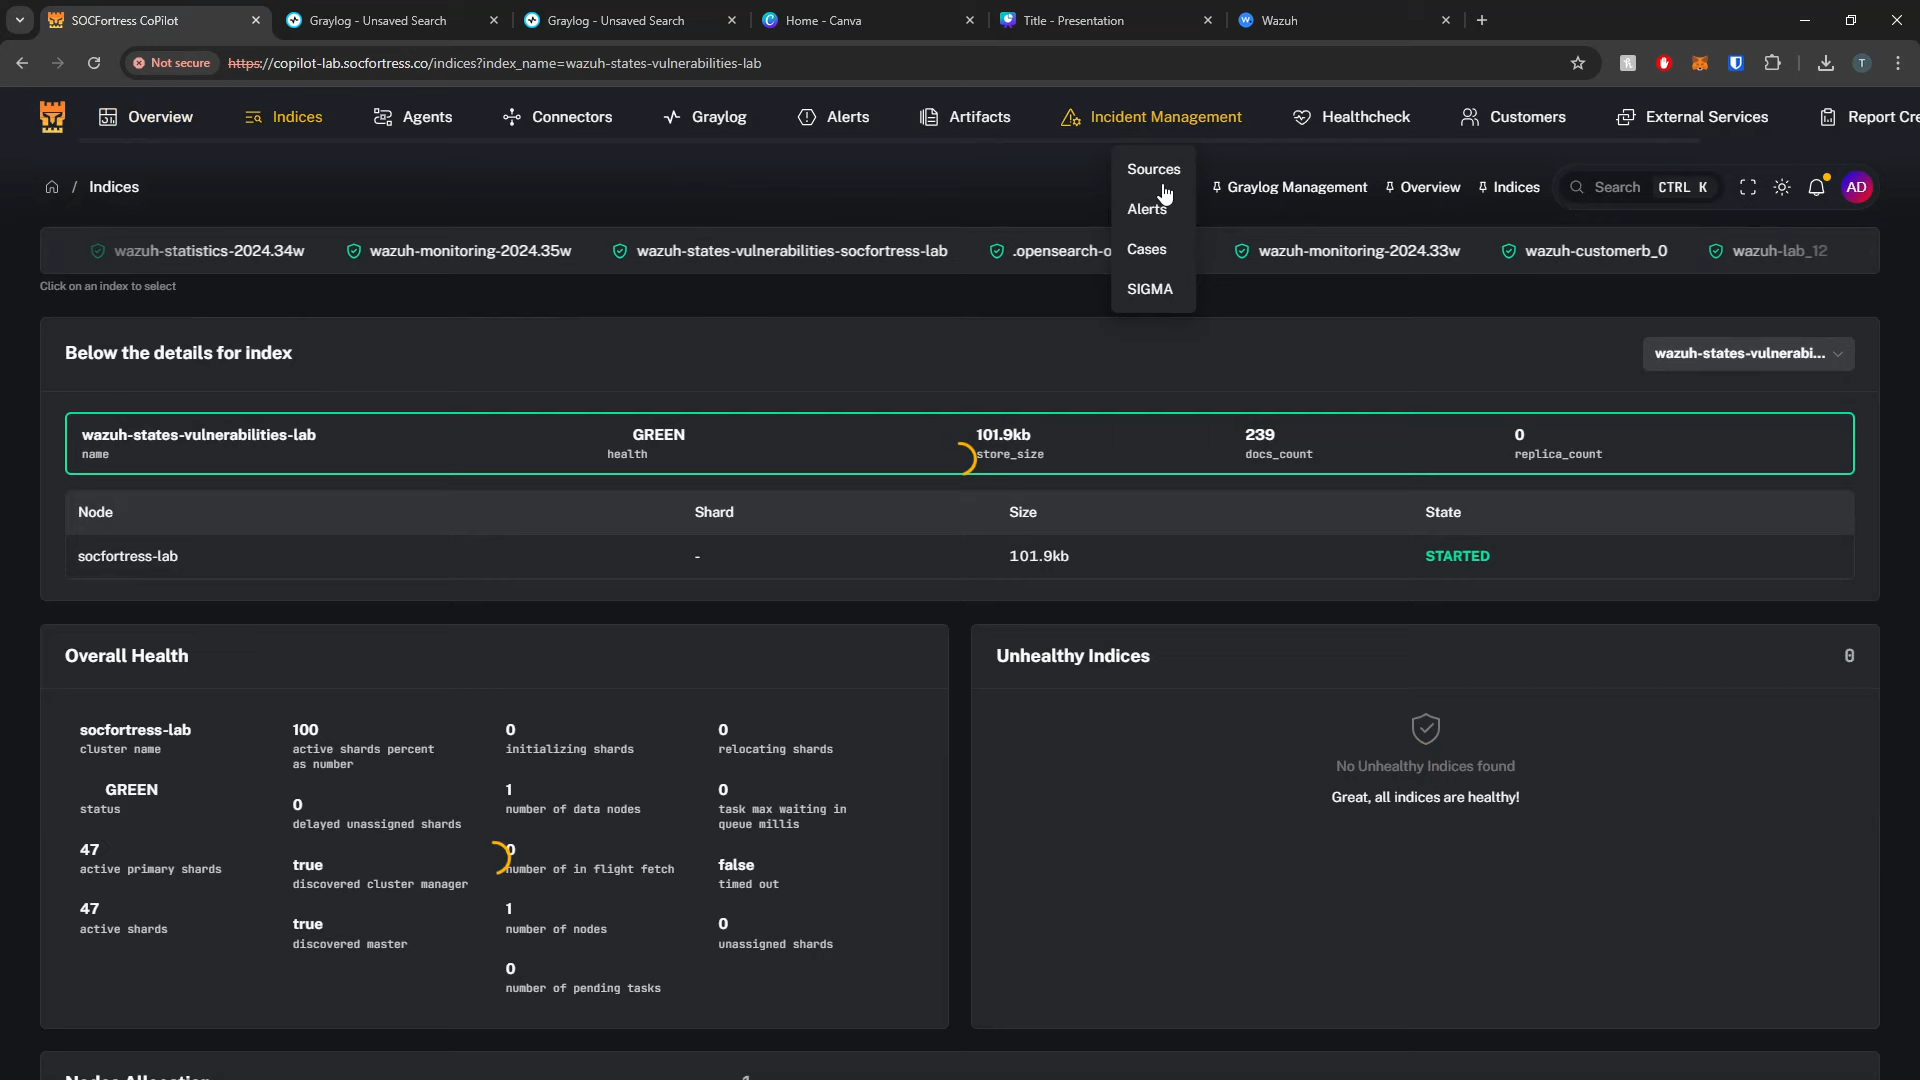 SOCFortress CoPilot
Graylog - Unsaved Search
Graylog - Unsaved Search
Home - Canva
Title - Presentation
Wazuh
Not secure
https://copilot-lab.socfortress.co/indices?index_name=wazuh-states-vulnerabilities-lab
T
Overview
Indices
Agents
Connectors
Graylog
Alerts
Artifacts
Incident Management
Healthcheck
Customers
External Services
Report Cre
/ Indices
Sources
Alerts
Cases
SIGMA
Graylog Management
Overview
Indices
Search CTRL K
AD
wazuh-statistics-2024.34w
wazuh-monitoring-2024.35w
wazuh-states-vulnerabilities-socfortress-lab
.opensearch-o
wazuh-monitoring-2024.33w
wazuh-customerb_0
wazuh-lab_12
Click on an index to select
Below the details for index
wazuh-states-vulnerabi...
wazuh-states-vulnerabilities-lab GREEN 101.9kb 239 0
name health store_size docs_count replica_count
Node Shard Size State
socfortress-lab - 101.9kb STARTED
Overall Health
socfortress-lab
cluster name
GREEN
status
47
active primary shards
47
active shards
100
active shards percent
as number
0
delayed unassigned shards
true
discovered cluster manager
true
discovered master
0
initializing shards
1
number of data nodes
0
number of in flight fetch
1
number of nodes
0
number of pending tasks
0
relocating shards
0
task max waiting in
queue millis
false
timed out
0
unassigned shards
Unhealthy Indices
0
No Unhealthy Indices found
Great, all indices are healthy!